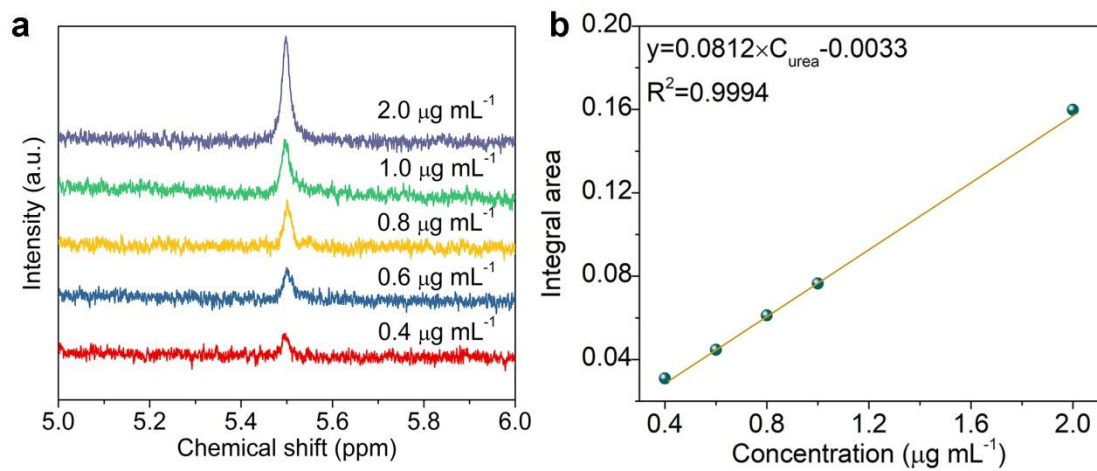 a
2.0 μg mL⁻¹
1.0 μg mL⁻¹
0.8 μg mL⁻¹
0.6 μg mL⁻¹
0.4 μg mL⁻¹
Intensity (a.u.)
5.0 5.2 5.4 5.6 5.8 6.0
Chemical shift (ppm)
b
y=0.0812×C_urea-0.0033
R²=0.9994
Integral area
0.20
0.16
0.12
0.08
0.04
0.4 0.8 1.2 1.6 2.0
Concentration (μg mL⁻¹)